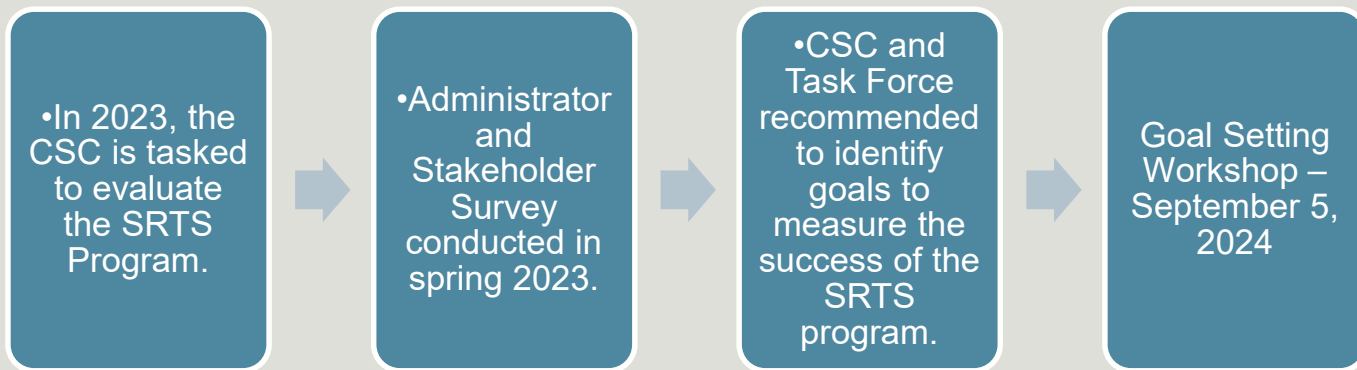 •In 2023, the
CSC is tasked
to evaluate
the SRTS
Program.
•Administrator
and
Stakeholder
Survey
conducted in
spring 2023.
•CSC and
Task Force
recommended
to identify
goals to
measure the
success of the
SRTS
program.
Goal Setting
Workshop –
September 5,
2024